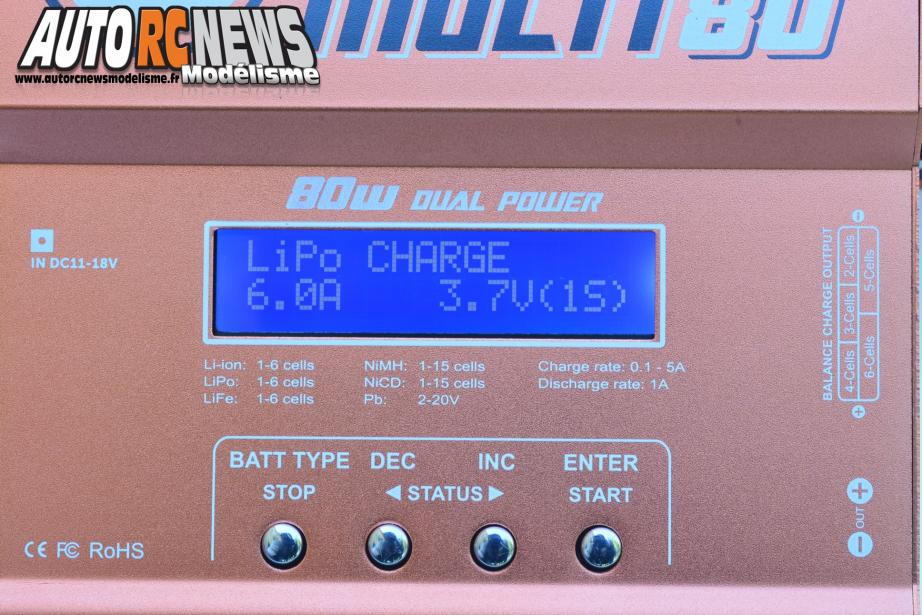 AUTORCNEWS
www.autorcnewsmodelisme.fr Modélisme
MULTI 80
80w DUAL POWER
IN DC11-18V
LiPo CHARGE
6.0A 3.7V(1S)
Li-ion: 1-6 cells
LiPo: 1-6 cells
LiFe: 1-6 cells
NiMH: 1-15 cells
NiCD: 1-15 cells
Pb: 2-20V
Charge rate: 0.1 - 5A
Discharge rate: 1A
BALANCE CHARGE OUTPUT
4-Cells 3-Cells 2-Cells
6-Cells 5-Cells
BATT TYPE DEC INC ENTER
STOP ◄ STATUS ► START
OUT
CE FC RoHS